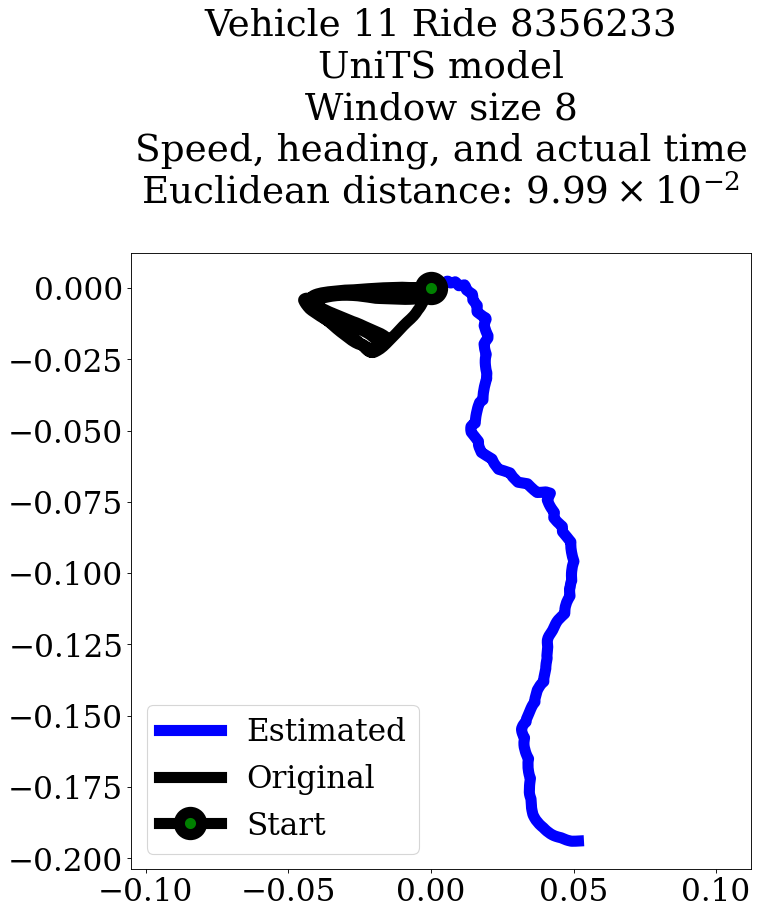 Vehicle 11 Ride 8356233
UniTS model
Window size 8
Speed, heading, and actual time
Euclidean distance: 9.99 × 10⁻²
0.000
−0.025
−0.050
−0.075
−0.100
−0.125
−0.150
−0.175
−0.200
Estimated
Original
Start
−0.10 −0.05 0.00 0.05 0.10